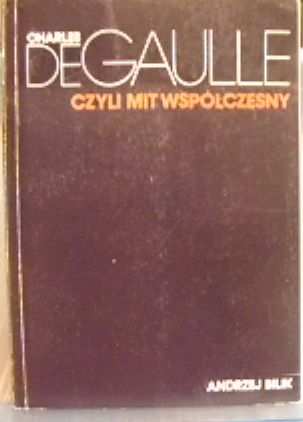 CHARLES
DEGAULLE
CZYLI MIT WSPÓŁCZESNY
ANDRZEJ BILIK